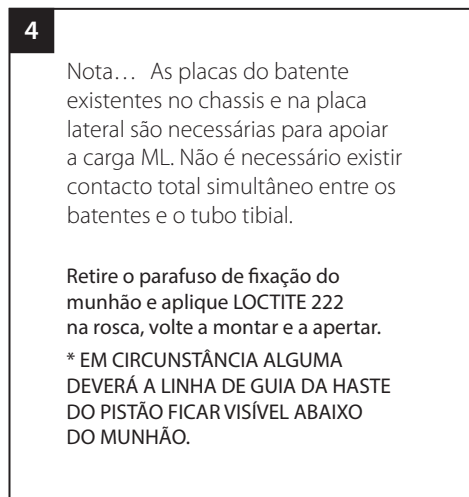 4
Nota… As placas do batente
existentes no chassis e na placa
lateral são necessárias para apoiar
a carga ML. Não é necessário existir
contacto total simultâneo entre os
batentes e o tubo tibial.
Retire o parafuso de fixação do
munhão e aplique LOCTITE 222
na rosca, volte a montar e a apertar.
* EM CIRCUNSTÂNCIA ALGUMA
DEVERÁ A LINHA DE GUIA DA HASTE
DO PISTÃO FICAR VISÍVEL ABAIXO
DO MUNHÃO.